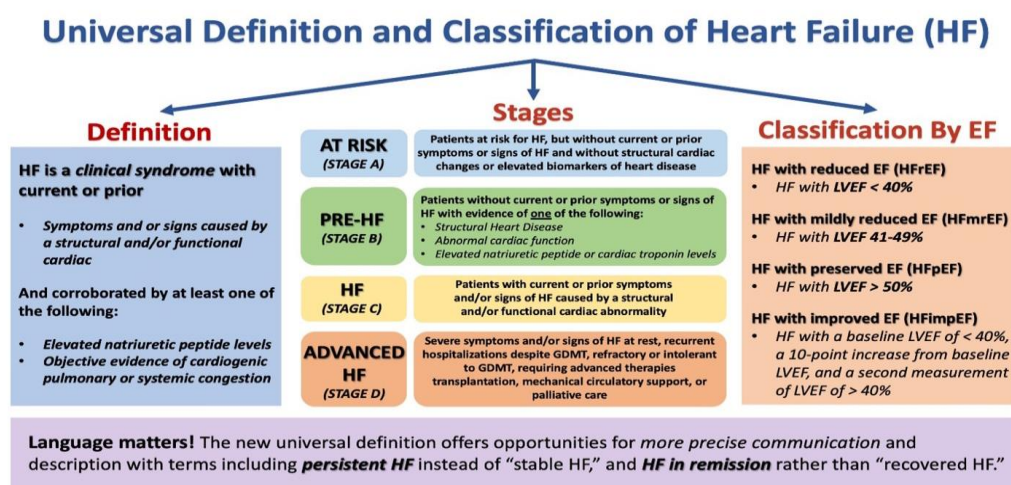 Universal Definition and Classification of Heart Failure (HF)
Definition
HF is a clinical syndrome with
current or prior
• Symptoms and or signs caused by
a structural and/or functional
cardiac
And corroborated by at least one of
the following:
• Elevated natriuretic peptide levels
• Objective evidence of cardiogenic
pulmonary or systemic congestion
Stages
AT RISK
(STAGE A)
Patients at risk for HF, but without current or prior
symptoms or signs of HF and without structural cardiac
changes or elevated biomarkers of heart disease
PRE-HF
(STAGE B)
Patients without current or prior symptoms or signs of
HF with evidence of one of the following:
• Structural Heart Disease
• Abnormal cardiac function
• Elevated natriuretic peptide or cardiac troponin levels
HF
(STAGE C)
Patients with current or prior symptoms
and/or signs of HF caused by a structural
and/or functional cardiac abnormality
ADVANCED
HF
(STAGE D)
Severe symptoms and/or signs of HF at rest, recurrent
hospitalizations despite GDMT, refractory or intolerant
to GDMT, requiring advanced therapies
transplantation, mechanical circulatory support, or
palliative care
Classification By EF
HF with reduced EF (HFrEF)
• HF with LVEF < 40%
HF with mildly reduced EF (HFmrEF)
• HF with LVEF 41-49%
HF with preserved EF (HFpEF)
• HF with LVEF > 50%
HF with improved EF (HFimpEF)
• HF with a baseline LVEF of < 40%,
a 10-point increase from baseline
LVEF, and a second measurement
of LVEF of > 40%
Language matters! The new universal definition offers opportunities for more precise communication and
description with terms including persistent HF instead of “stable HF,” and HF in remission rather than “recovered HF.”